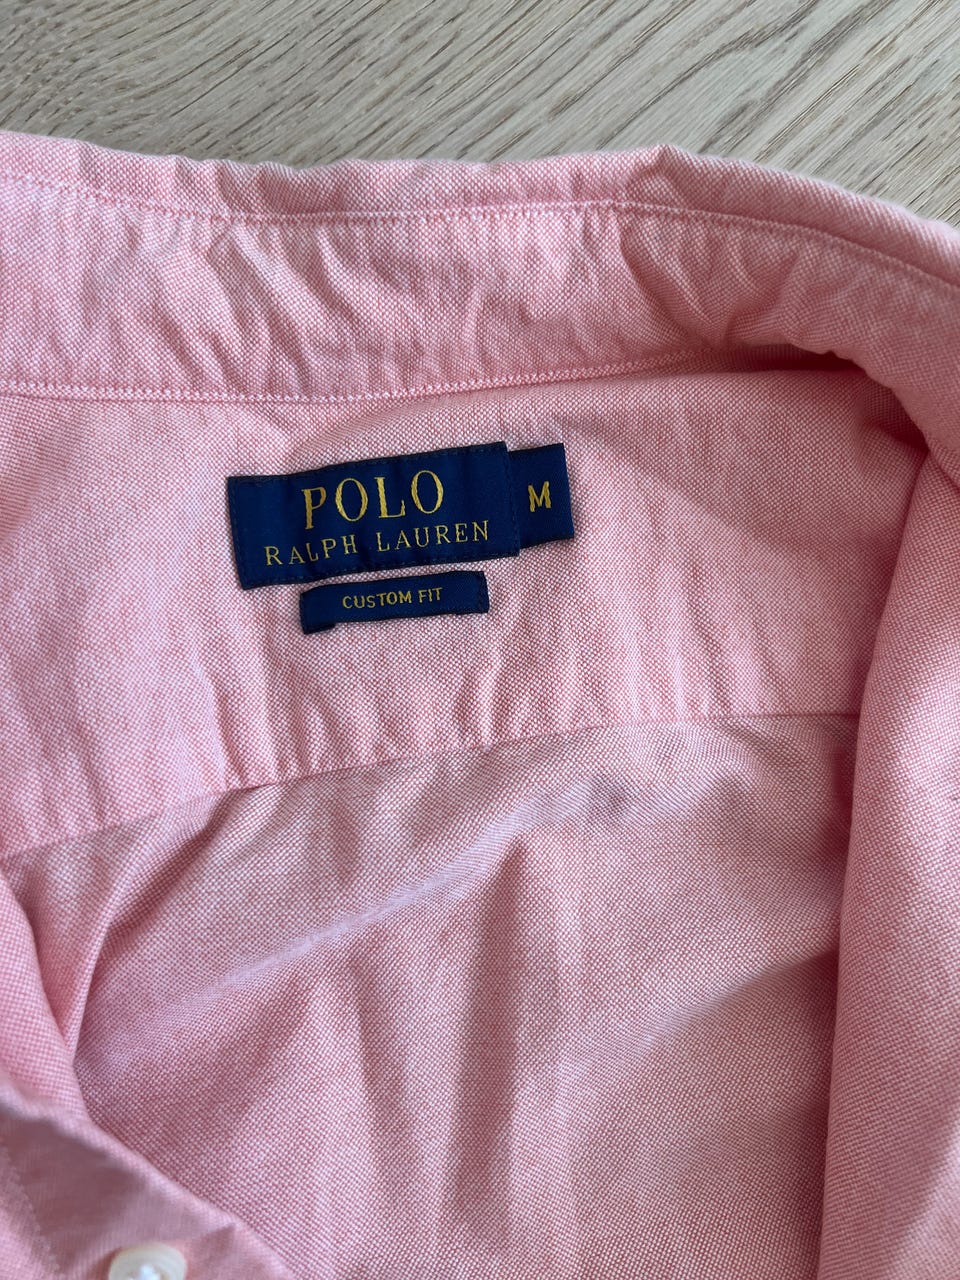 POLO
RALPH LAUREN
M
CUSTOM FIT